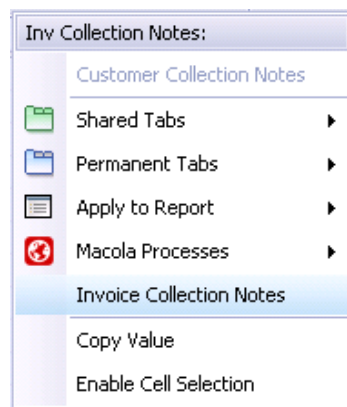 Inv Collection Notes:
Customer Collection Notes
Shared Tabs
Permanent Tabs
Apply to Report
Macola Processes
Invoice Collection Notes
Copy Value
Enable Cell Selection